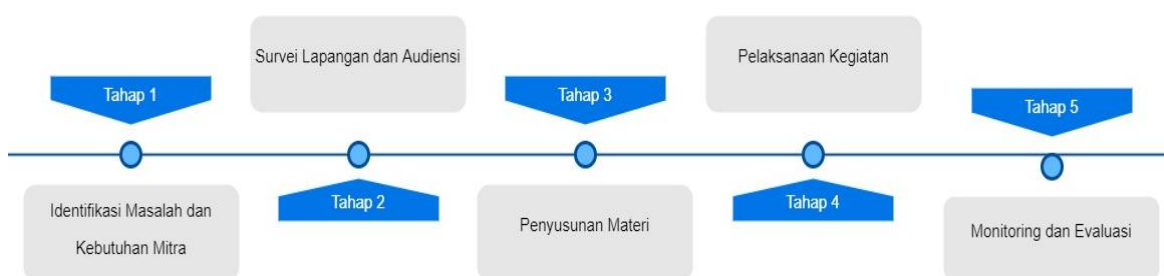 Tahap 1
Identifikasi Masalah dan
Kebutuhan Mitra
Survei Lapangan dan Audiensi
Tahap 2
Tahap 3
Penyusunan Materi
Pelaksanaan Kegiatan
Tahap 4
Tahap 5
Monitoring dan Evaluasi